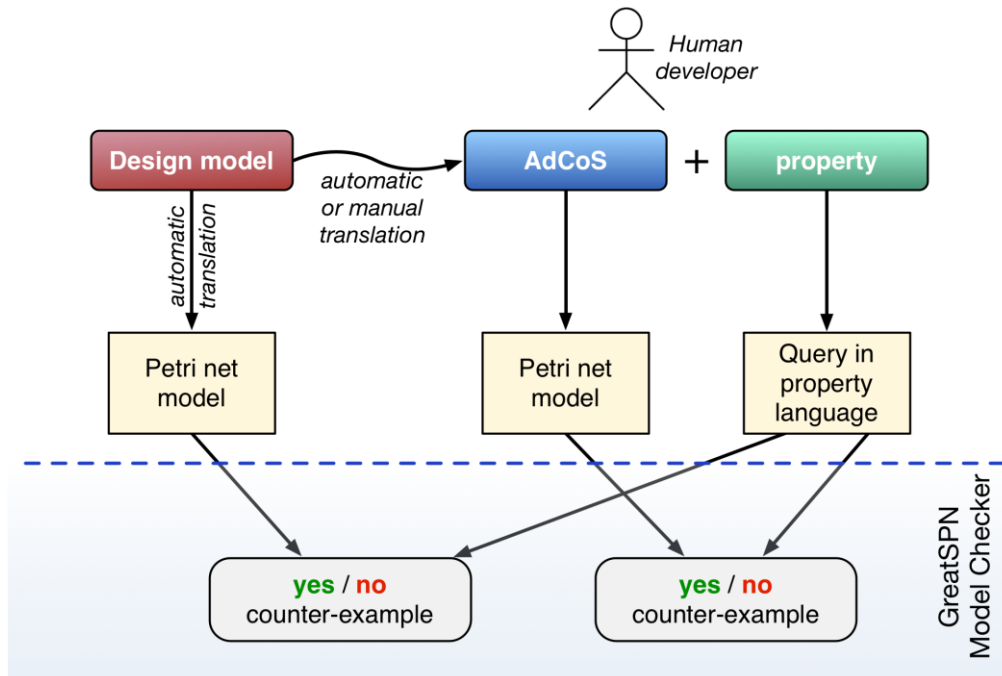 Human
developer
Design model
AdCoS
+
property
automatic
or manual
translation
automatic
translation
Petri net
model
Petri net
model
Query in
property
language
yes / no
counter-example
yes / no
counter-example
GreatSPN
Model Checker